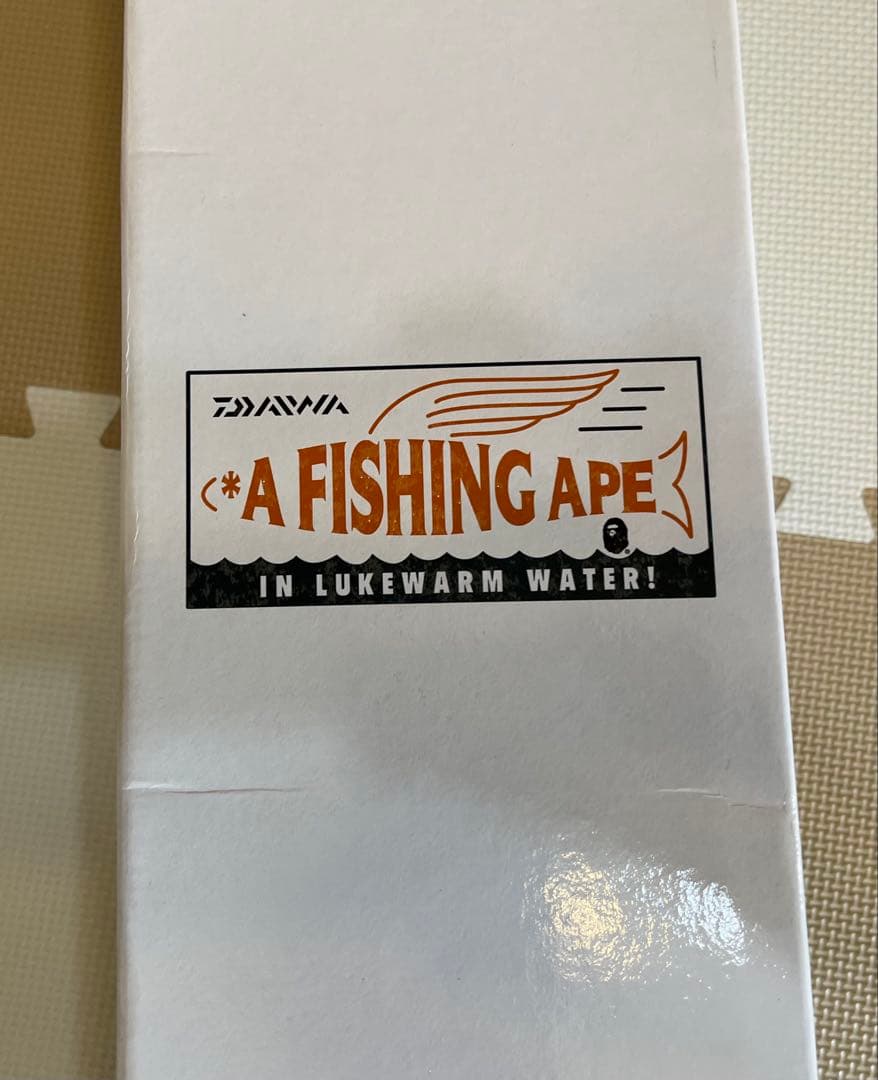 DAIWA
*A FISHING APE
®
IN LUKEWARM WATER!